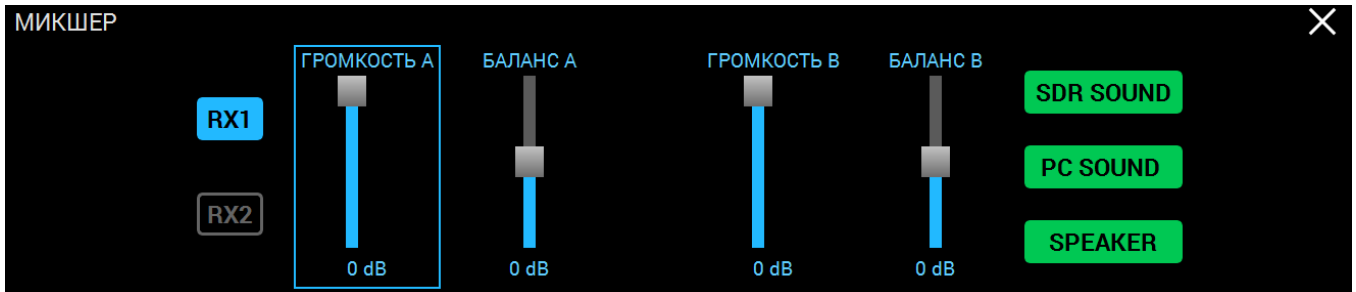 МИКШЕР
ГРОМКОСТЬ A
БАЛАНС A
ГРОМКОСТЬ B
БАЛАНС B
RX1
RX2
0 dB
0 dB
0 dB
0 dB
SDR SOUND
PC SOUND
SPEAKER